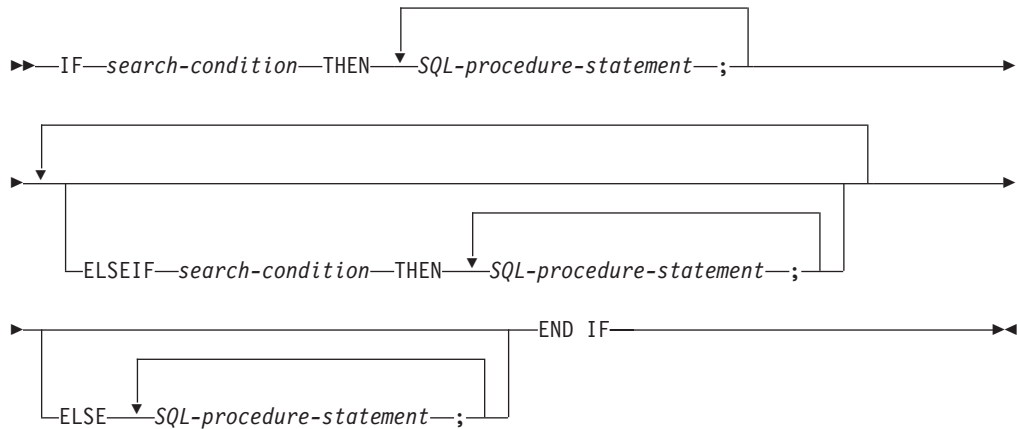 IF search-condition THEN SQL-procedure-statement ;
ELSEIF search-condition THEN SQL-procedure-statement ;
END IF
ELSE SQL-procedure-statement ;